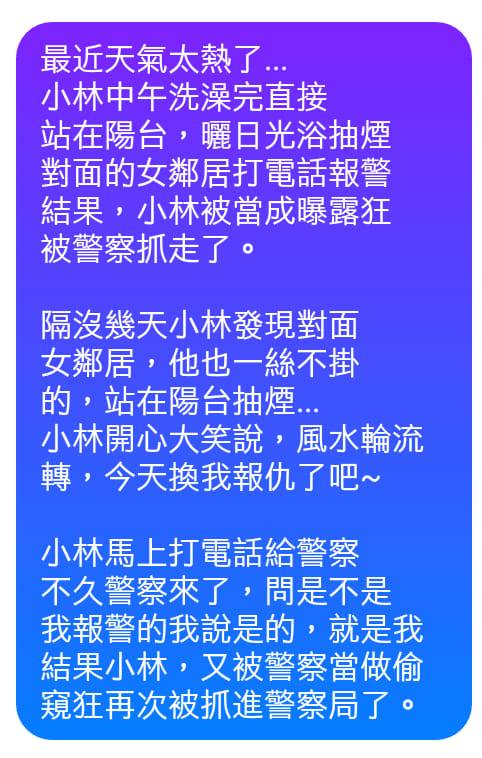 最近天氣太熱了...
小林中午洗澡完直接
站在陽台，曬日光浴抽煙
對面的女鄰居打電話報警
結果，小林被當成曝露狂
被警察抓走了。
隔沒幾天小林發現對面
女鄰居，他也一絲不掛
的，站在陽台抽煙...
小林開心大笑說，風水輪流
轉，今天換我報仇了吧~
小林馬上打電話給警察
不久警察來了，問是不是
我報警的我說是的，就是我
結果小林，又被警察當做偷
窺狂再次被抓進警察局了。